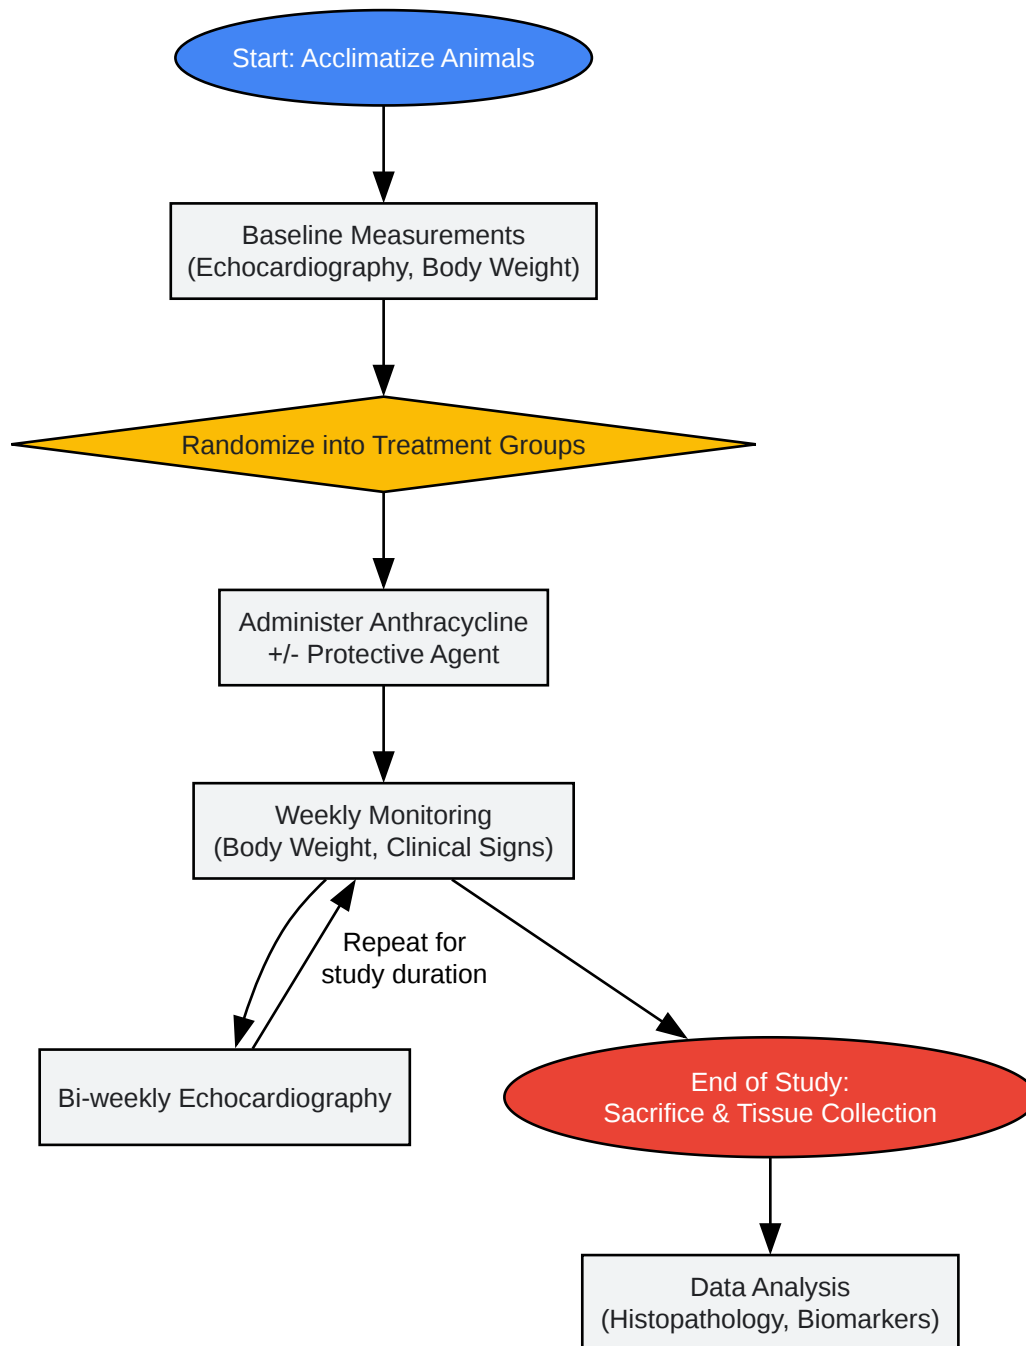 Start: Acclimatize Animals
Baseline Measurements
(Echocardiography, Body Weight)
Randomize into Treatment Groups
Administer Anthracycline
+/- Protective Agent
Weekly Monitoring
(Body Weight, Clinical Signs)
Repeat for
study duration
Bi-weekly Echocardiography
End of Study:
Sacrifice & Tissue Collection
Data Analysis
(Histopathology, Biomarkers)